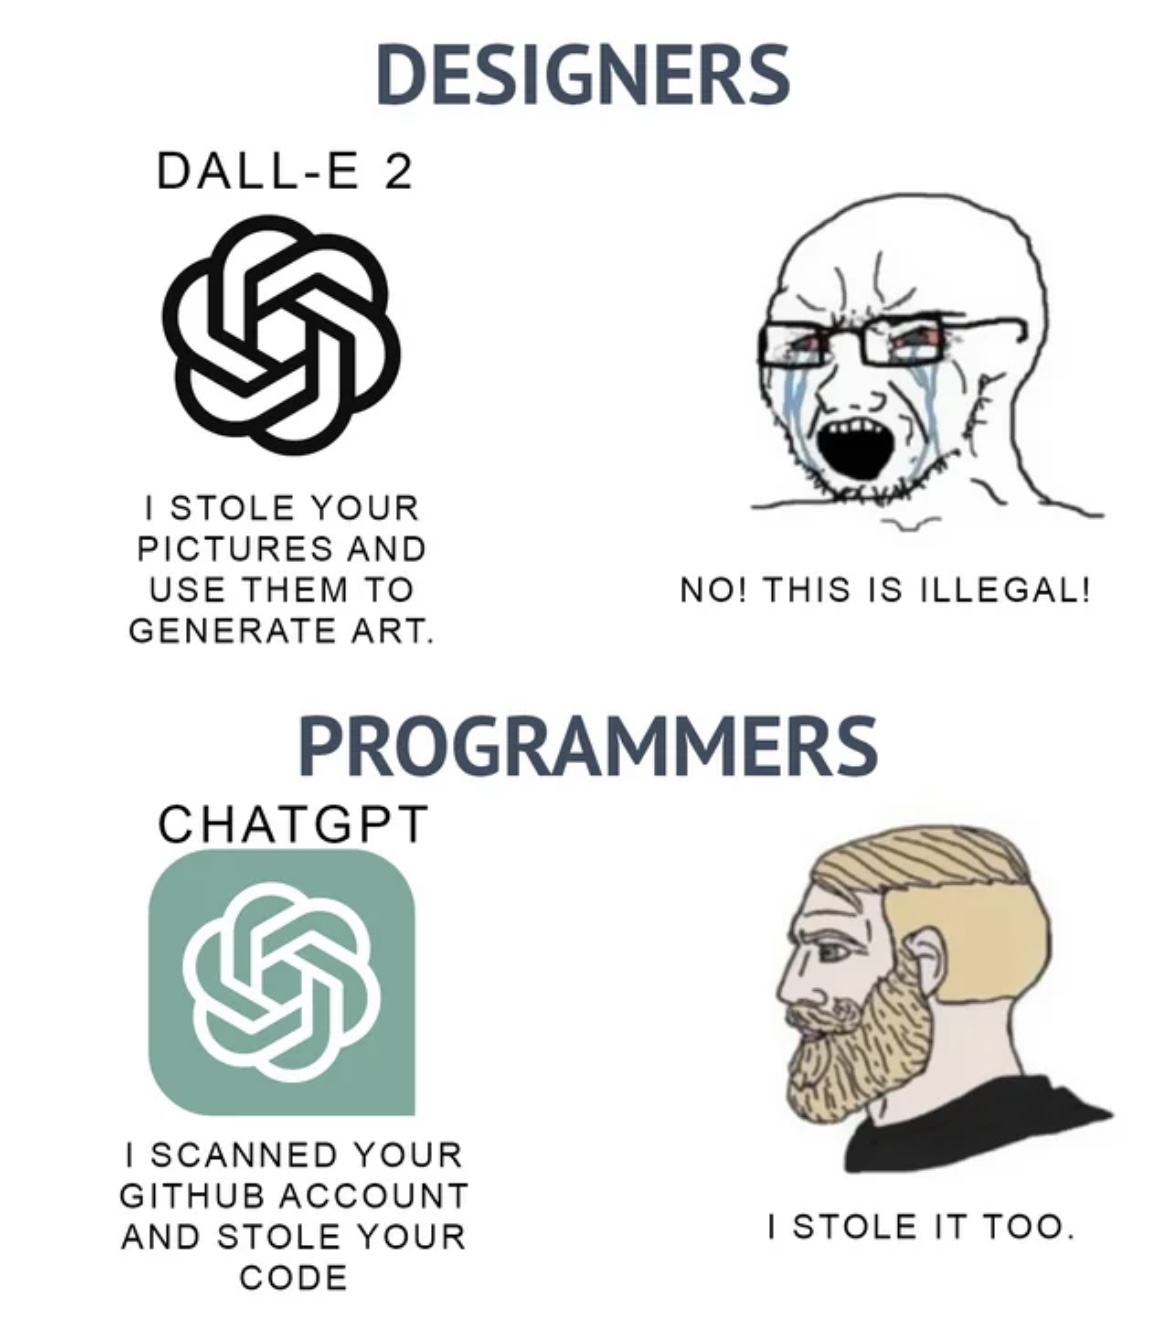 DESIGNERS
DALL-E 2
I STOLE YOUR
PICTURES AND
USE THEM TO
GENERATE ART.
NO! THIS IS ILLEGAL!
PROGRAMMERS
CHATGPT
I SCANNED YOUR
GITHUB ACCOUNT
AND STOLE YOUR
CODE
I STOLE IT TOO.